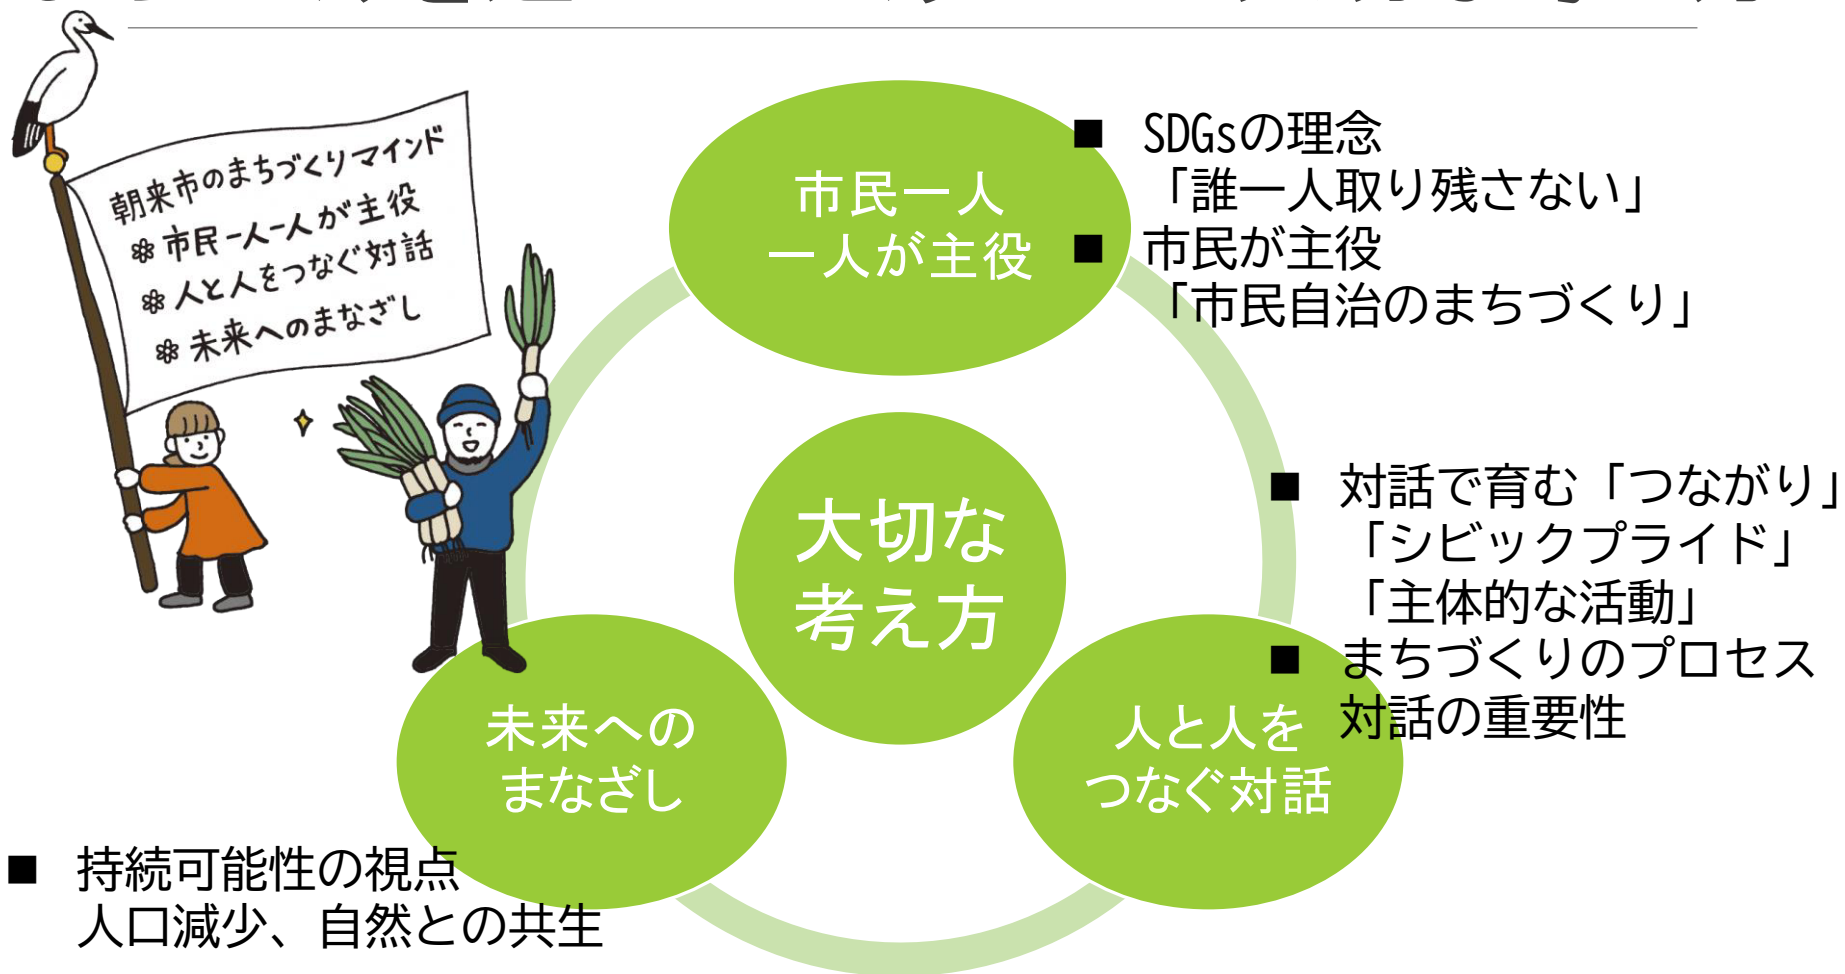 朝来市のまちづくりマインド
❀ 市民一人一人が主役
❀ 人と人をつなぐ対話
❀ 未来へのまなざし
市民一人
一人が主役
■ SDGsの理念
「誰一人取り残さない」
■ 市民が主役
「市民自治のまちづくり」
大切な
考え方
■ 対話で育む「つながり」
「シビックプライド」
「主体的な活動」
■ まちづくりのプロセス
対話の重要性
人と人を
つなぐ対話
未来への
まなざし
■ 持続可能性の視点
人口減少、自然との共生